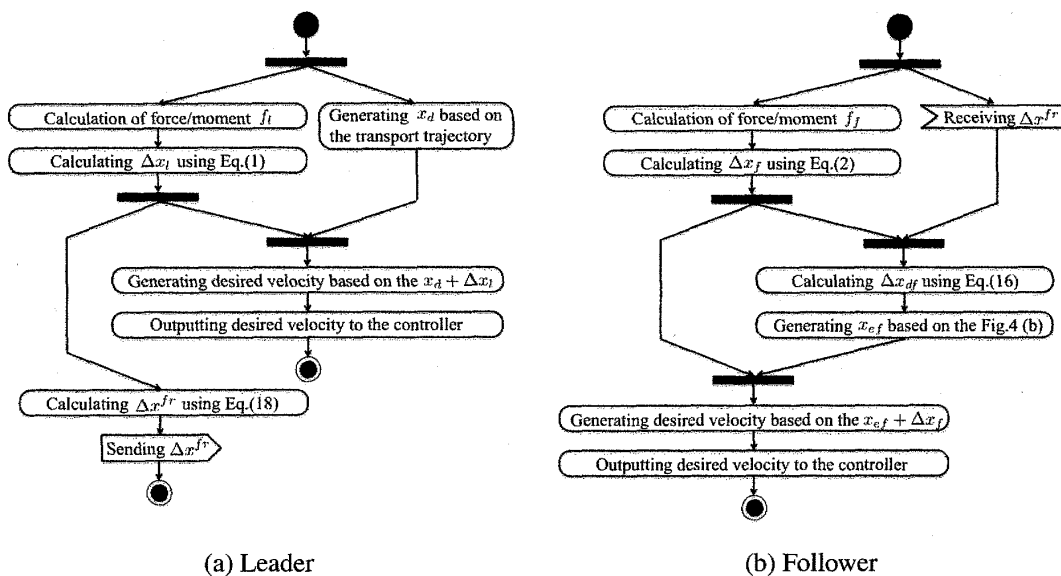 Calculation of force/moment f_l
Generating x_d based on
the transport trajectory
Calculating Δx_l using Eq.(1)
Generating desired velocity based on the x_d + Δx_l
Outputting desired velocity to the controller
Calculating Δx^{fr} using Eq.(18)
Sending Δx^{fr}
(a) Leader
Calculation of force/moment f_f
Receiving Δx^{fr}
Calculating Δx_f using Eq.(2)
Calculating Δx_{df} using Eq.(16)
Generating x_{ef} based on the Fig.4 (b)
Generating desired velocity based on the x_{ef} + Δx_f
Outputting desired velocity to the controller
(b) Follower